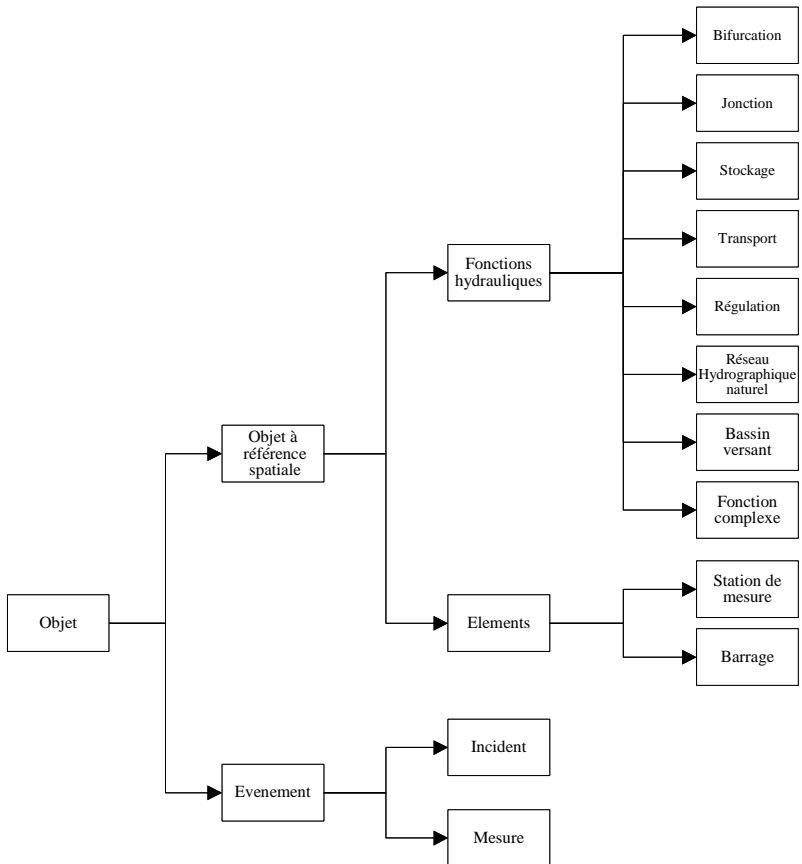 Bifurcation
Jonction
Stockage
Transport
Fonctions
hydrauliques
Régulation
Réseau
Hydrographique
naturel
Objet à
référence
spatiale
Bassin
versant
Fonction
complexe
Station de
mesure
Objet
Elements
Barrage
Incident
Evenement
Mesure